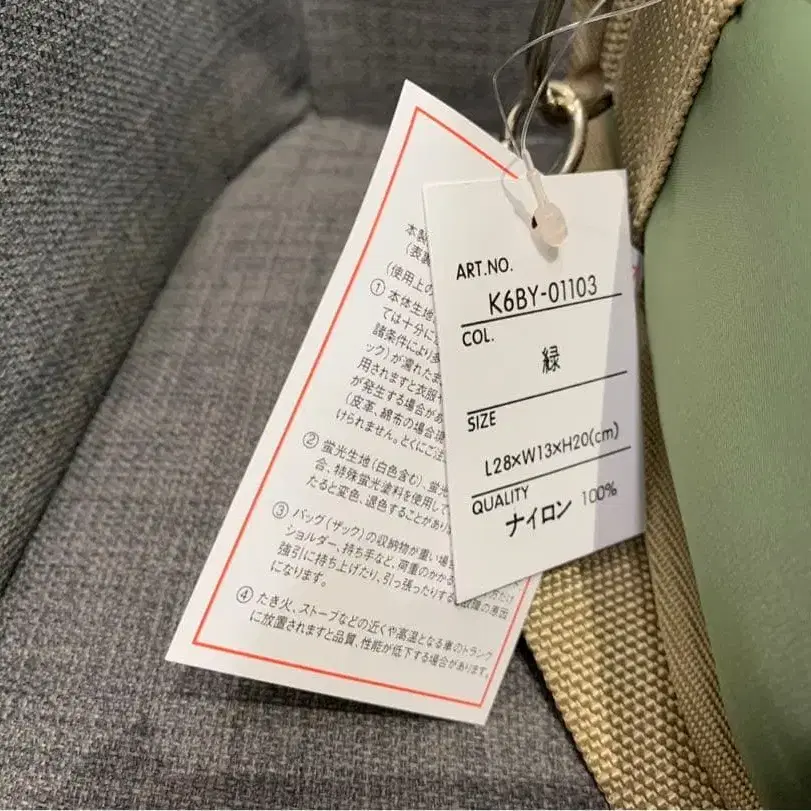 ART.NO.
K6BY-01103
COL.
緑
SIZE
L28×W13×H20(cm)
QUALITY
ナイロン 100%
本製
(表製
(使用上の
① 本体生地
ては十分に
諸条件により
ック)が濡れたま
用されますと衣服
が発生する場合があ
(皮革、綿布の場合
けられません。とくにご注
② 蛍光生地(白色含む)、蛍光
合、特殊蛍光塗料を使用して
たると変色、退色することがあり
③ バッグ(ザック)の収納物が重い場
ショルダー、持ち手など、荷重のかかる
強引に持ち上げたり、引っ張ったりする 原因
になります。
④ たき火、ストーブなどの近くや高温となる車のトランク
に放置されますと品質、性能が低下する場合があります。